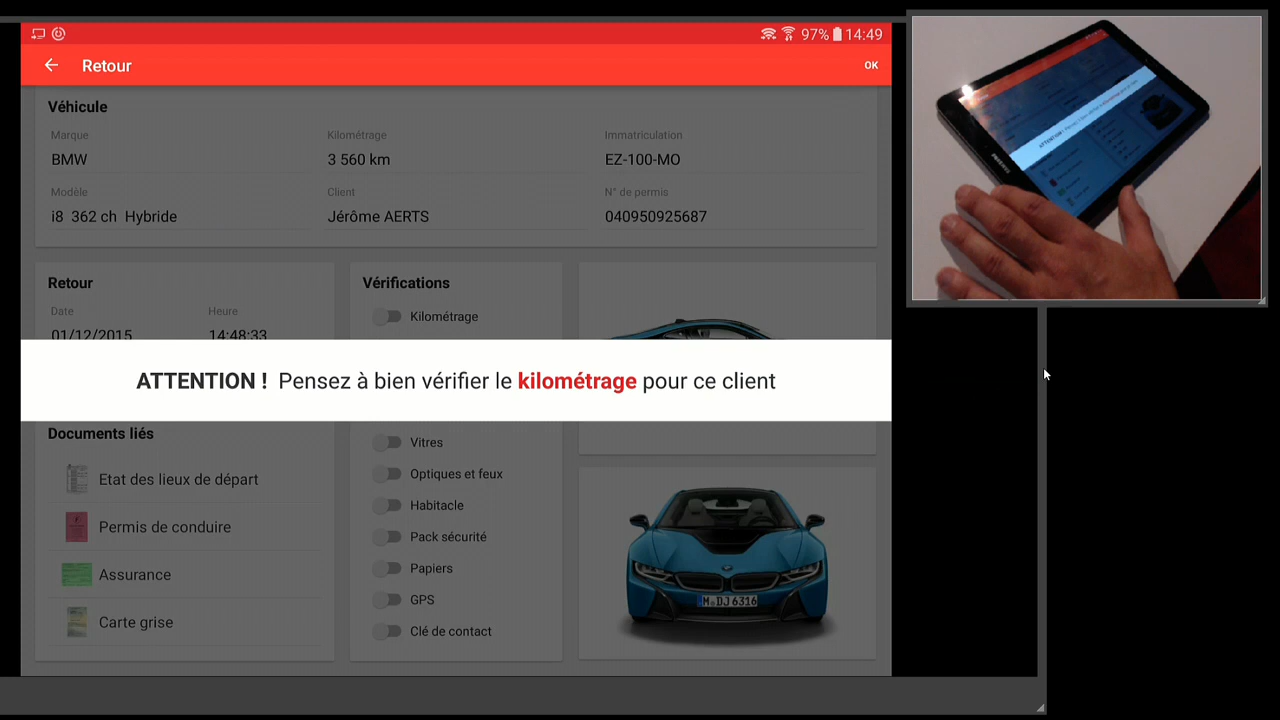 97% 14:49
Retour OK
Véhicule
Marque Kilométrage Immatriculation
BMW 3 560 km EZ-100-MO
Modèle Client N° de permis
i8 362 ch Hybride Jérôme AERTS 040950925687
Retour
Date Heure
01/12/2015 14:48:33
Vérifications
Kilométrage
ATTENTION ! Pensez à bien vérifier le kilométrage pour ce client
Documents liés
Etat des lieux de départ
Permis de conduire
Assurance
Carte grise
Vitres
Optiques et feux
Habitacle
Pack sécurité
Papiers
GPS
Clé de contact
M DJ 6316
SAMSUNG